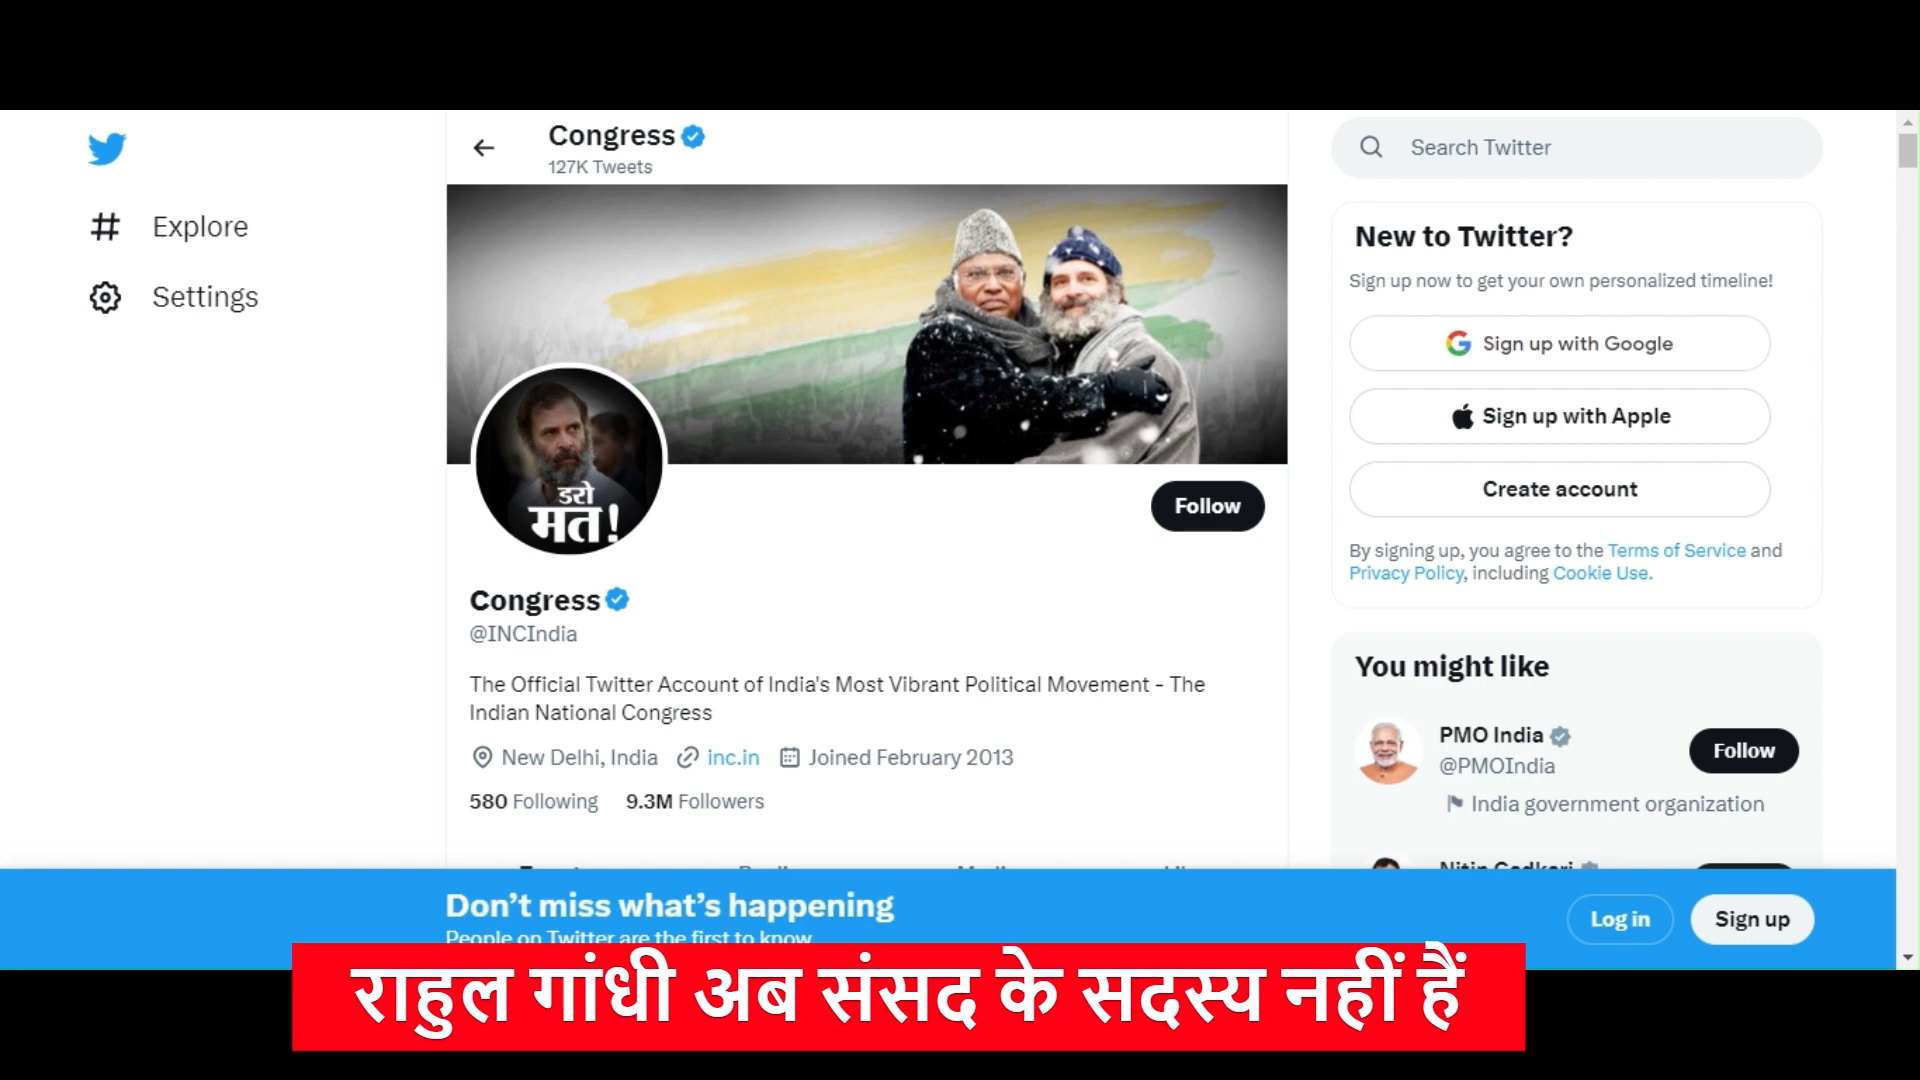 Congress
127K Tweets
Search Twitter
Explore
Settings
New to Twitter?
Sign up now to get your own personalized timeline!
Sign up with Google
Sign up with Apple
Create account
By signing up, you agree to the Terms of Service and
Privacy Policy, including Cookie Use.
डरो
मत!
Follow
Congress
@INCIndia
The Official Twitter Account of India's Most Vibrant Political Movement - The
Indian National Congress
New Delhi, India inc.in Joined February 2013
580 Following 9.3M Followers
You might like
PMO India
@PMOIndia
Follow
India government organization
Nitin Gadkari
Don’t miss what’s happening
People on Twitter are the first to know.
Log in
Sign up
राहुल गांधी अब संसद के सदस्य नहीं हैं